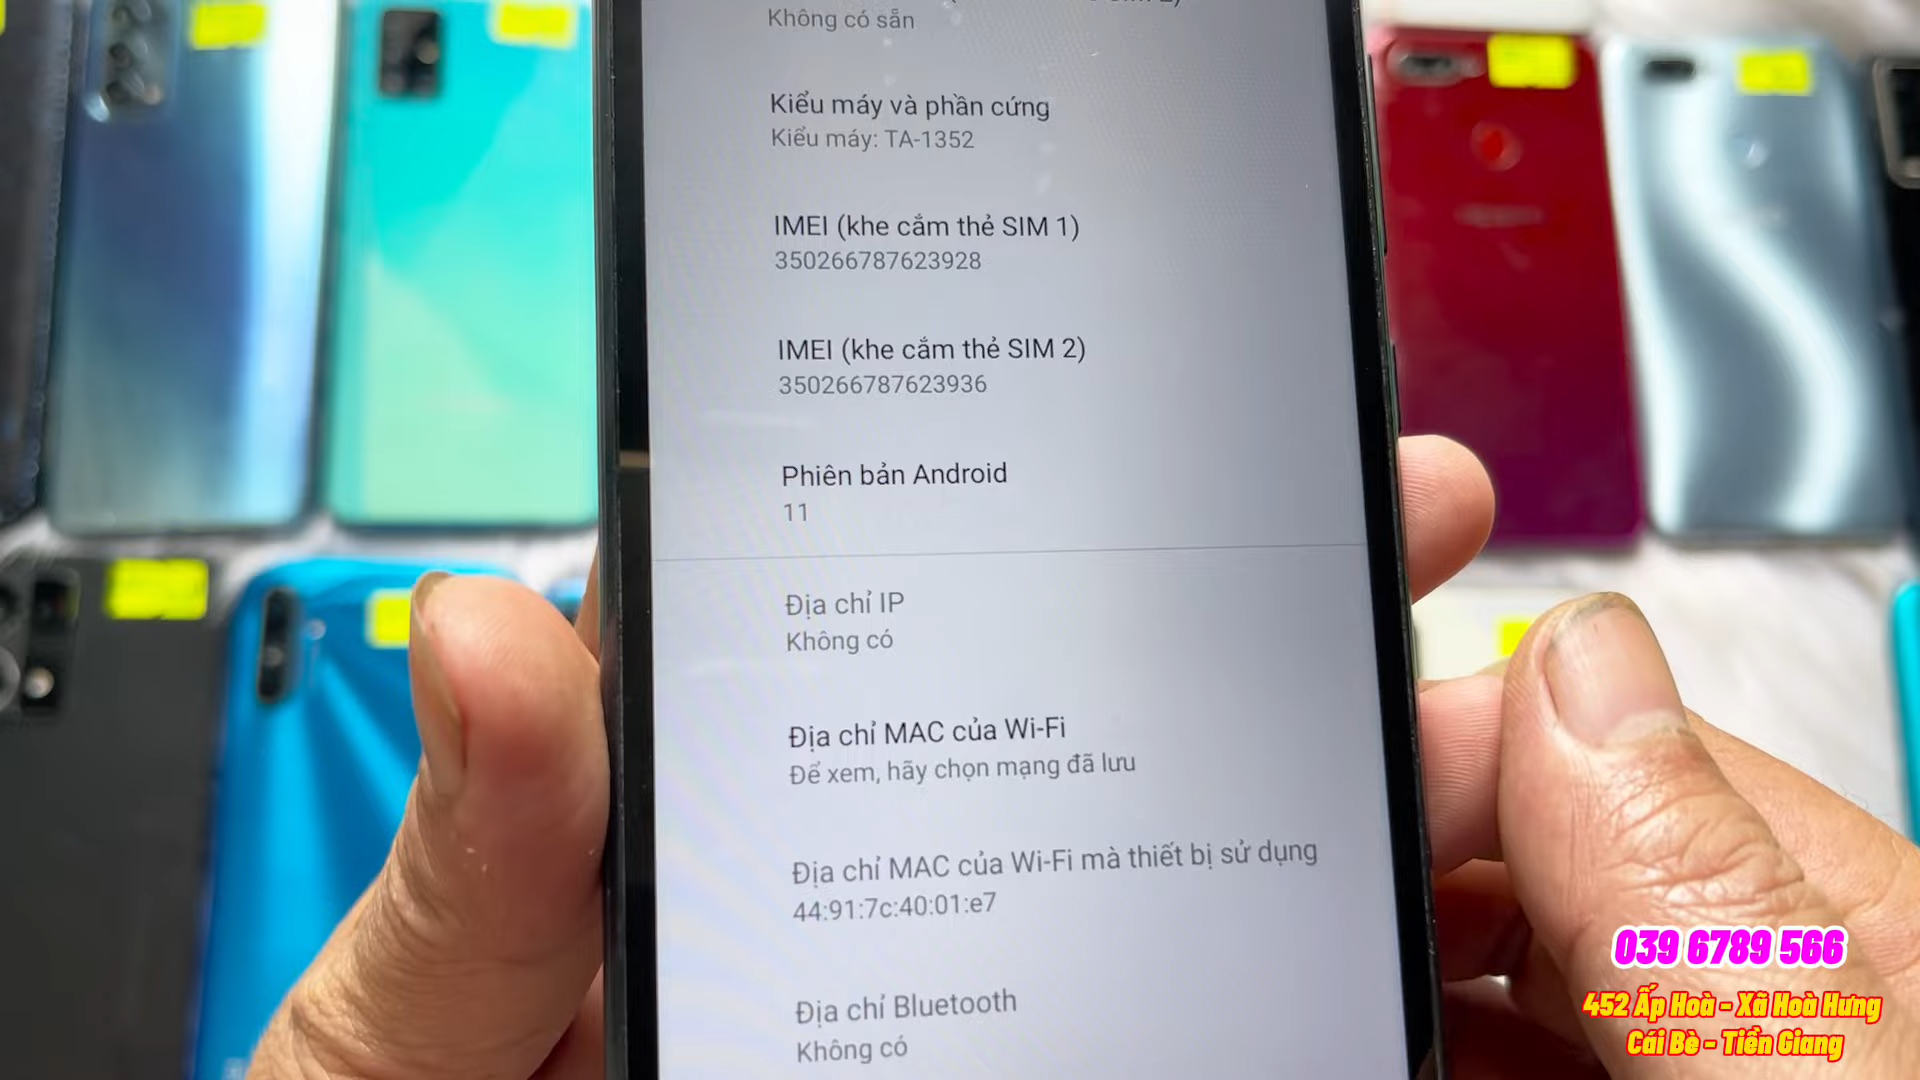 Không có sẵn
Kiểu máy và phần cứng
Kiểu máy: TA-1352
IMEI (khe cắm thẻ SIM 1)
350266787623928
IMEI (khe cắm thẻ SIM 2)
350266787623936
Phiên bản Android
11
Địa chỉ IP
Không có
Địa chỉ MAC của Wi-Fi
Để xem, hãy chọn mạng đã lưu
Địa chỉ MAC của Wi-Fi mà thiết bị sử dụng
44:91:7c:40:01:e7
Địa chỉ Bluetooth
Không có
039 6789 566
452 Ấp Hoà - Xã Hoà Hưng
Cái Bè - Tiền Giang